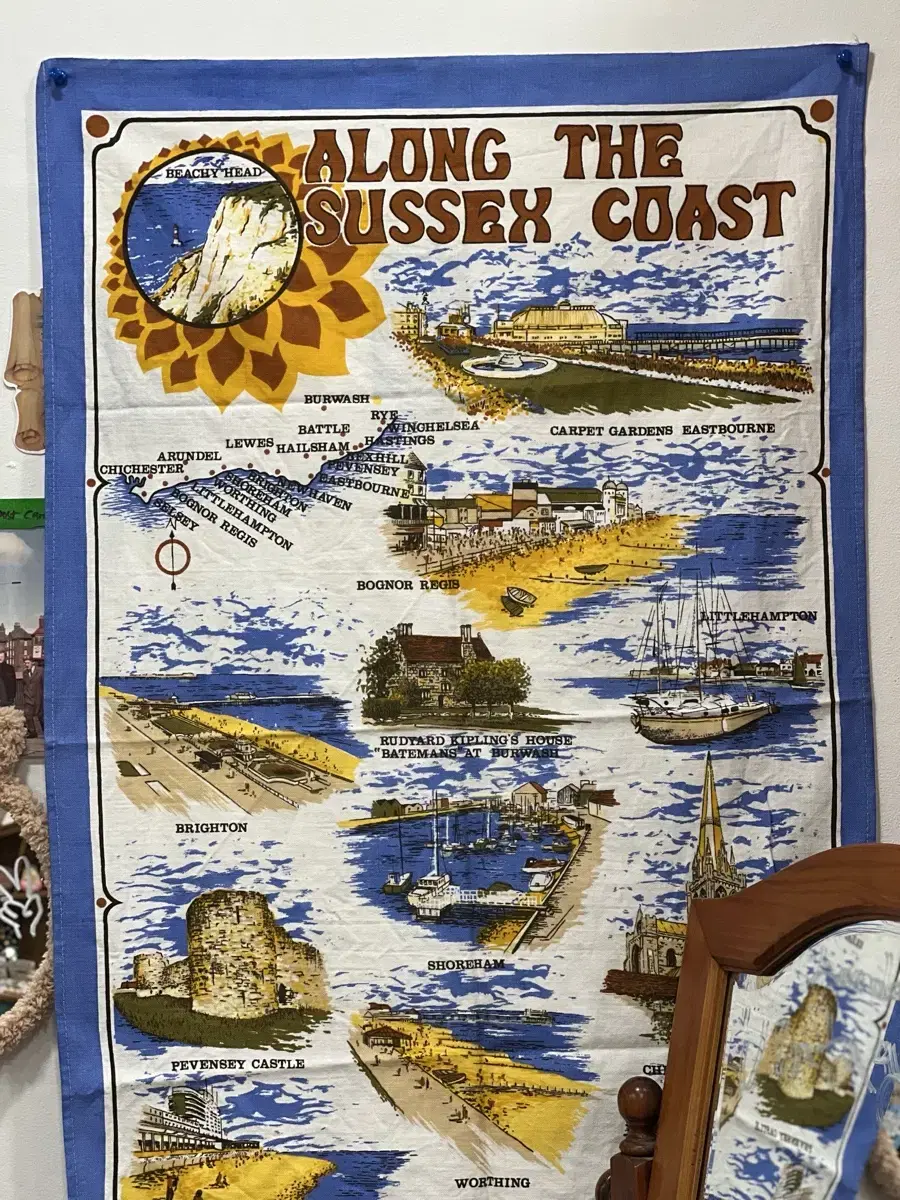 BEACHY HEAD
ALONG THE
SUSSEX COAST
CARPET GARDENS EASTBOURNE
BURWASH
RYE
WINCHELSEA
BATTLE
HASTINGS
LEWES
HAILSHAM
BEXHILL
ARUNDEL
PEVENSEY
CHICHESTER
EASTBOURNE
NEWHAVEN
BRIGHTON
SHOREHAM
WORTHING
LITTLEHAMPTON
BOGNOR REGIS
SELSEY
BOGNOR REGIS
LITTLEHAMPTON
RUDYARD KIPLING'S HOUSE
"BATEMANS" AT BURWASH
BRIGHTON
SHOREHAM
PEVENSEY CASTLE
WORTHING